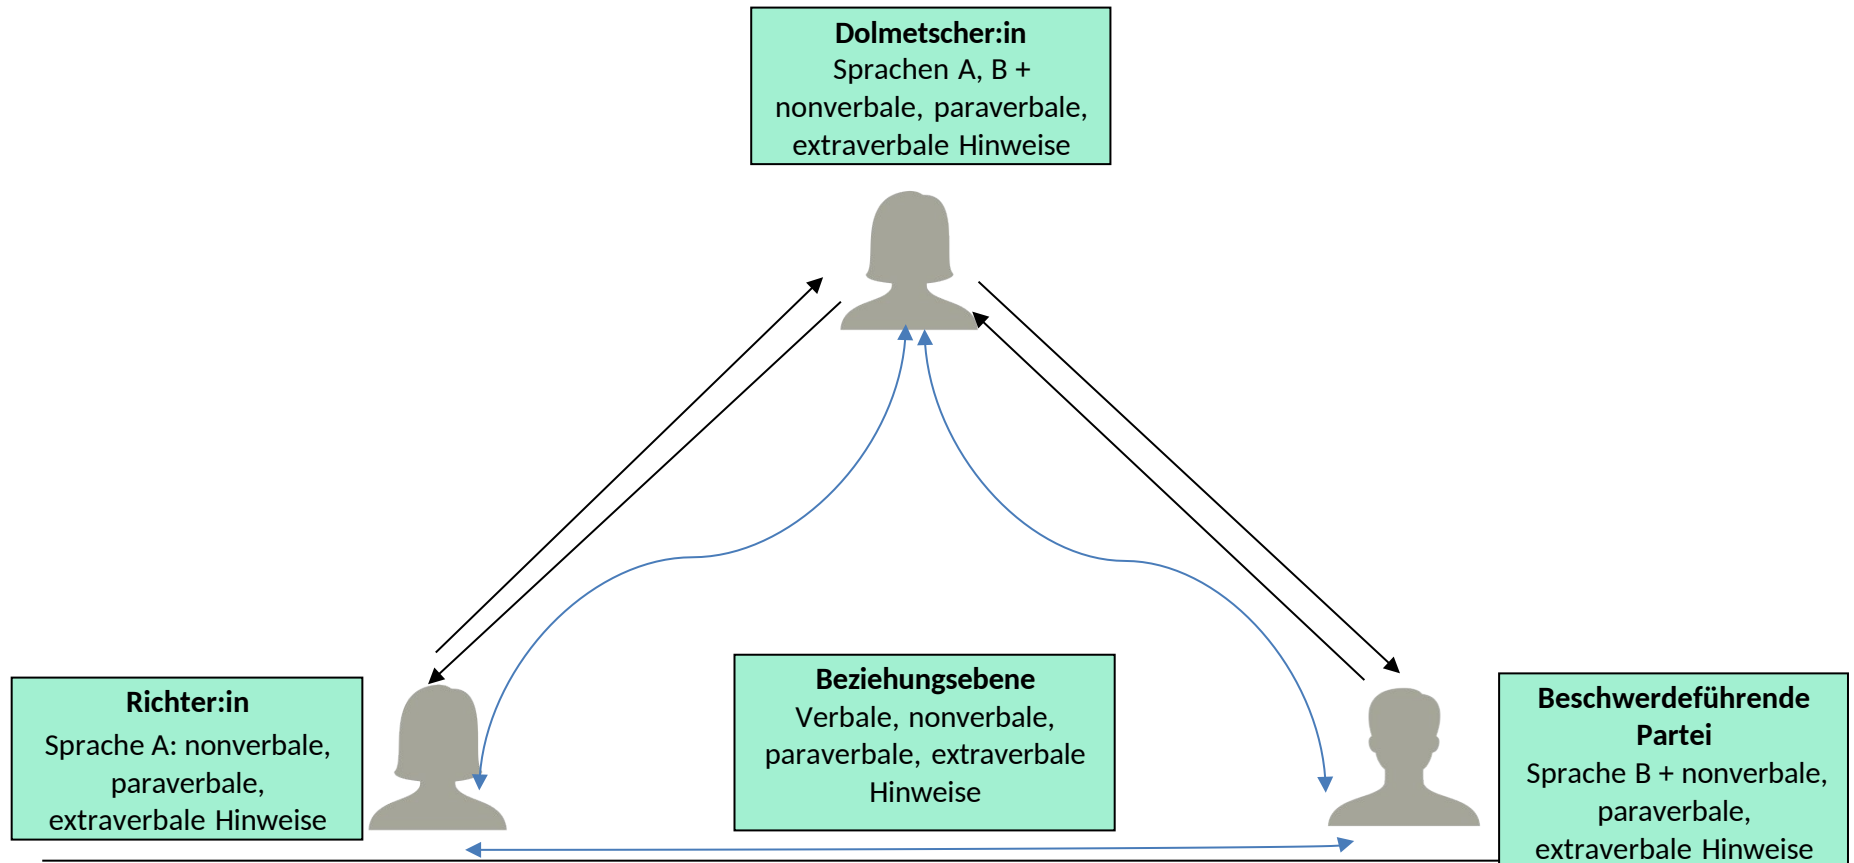 Dolmetscher:in
Sprachen A, B +
nonverbale, paraverbale,
extraverbale Hinweise
Richter:in
Sprache A: nonverbale,
paraverbale,
extraverbale Hinweise
Beziehungsebene
Verbale, nonverbale,
paraverbale, extraverbale
Hinweise
Beschwerdeführende
Partei
Sprache B + nonverbale,
paraverbale,
extraverbale Hinweise